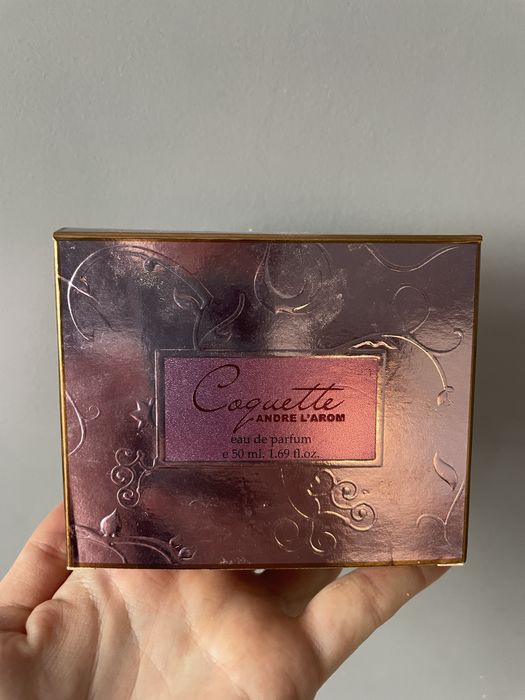 Coquette
ANDRE L'AROM
eau de parfum
e 50 ml. 1.69 fl.oz.